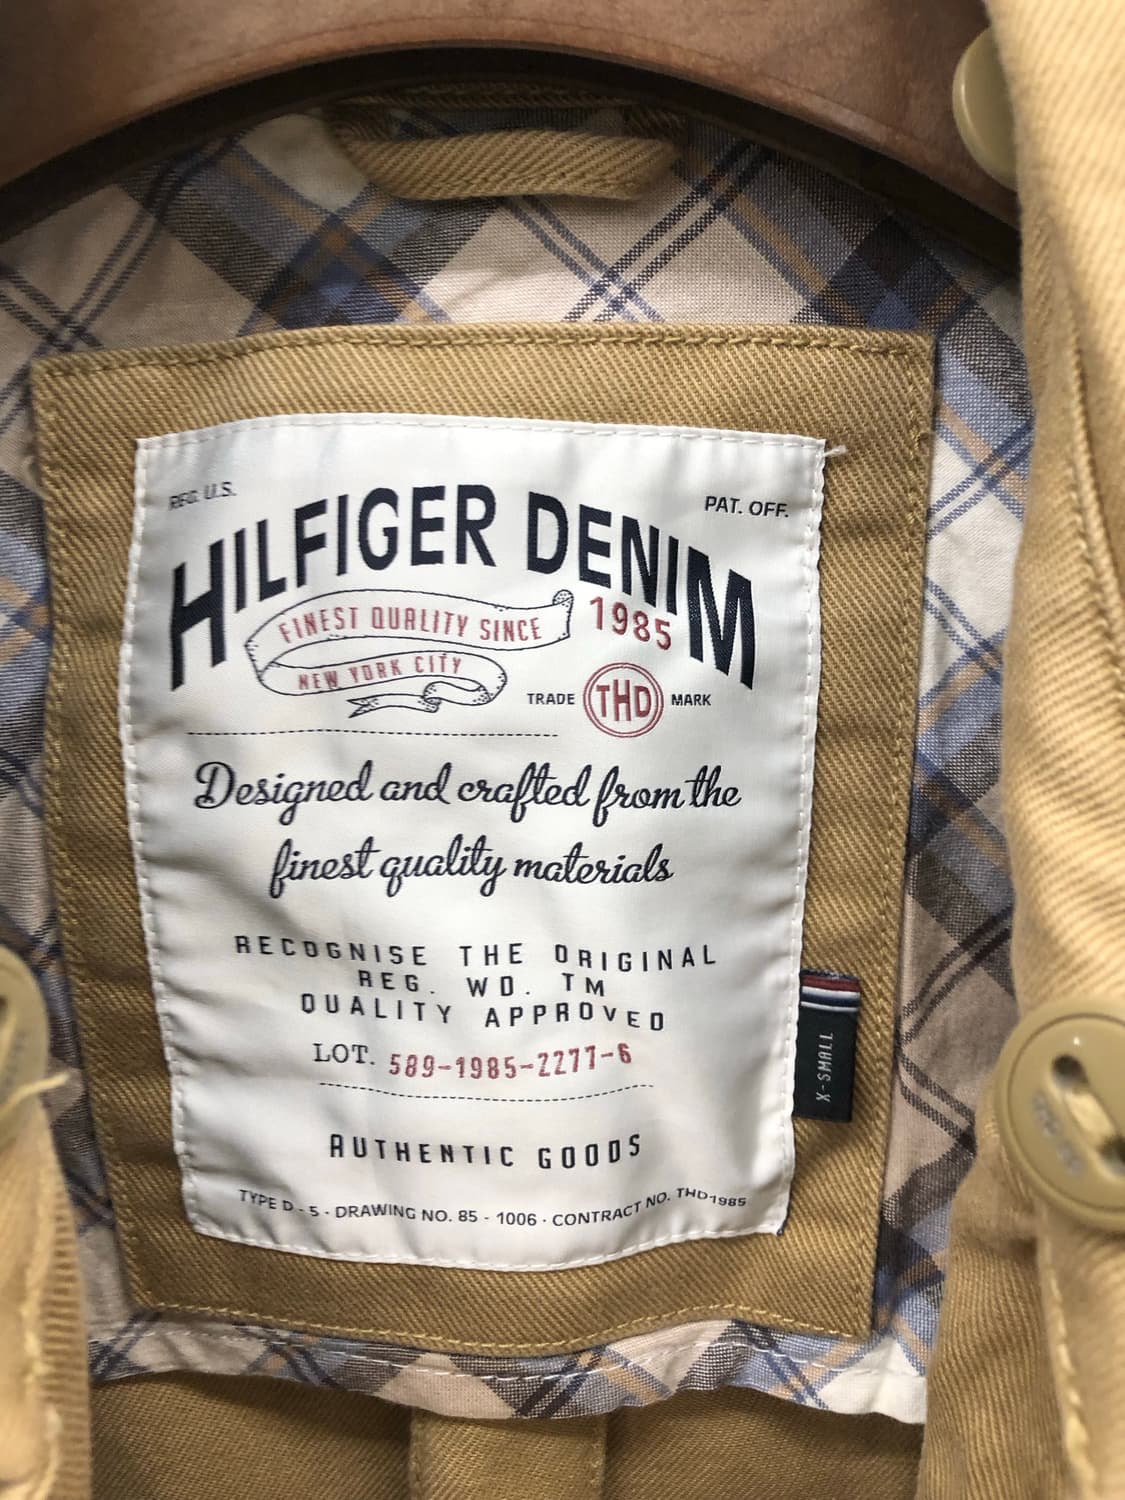 REG. U.S.
PAT. OFF.
HILFIGER DENIM
FINEST QUALITY SINCE 1985
NEW YORK CITY
TRADE THD MARK
Designed and crafted from the
finest quality materials
RECOGNISE THE ORIGINAL
REG. WD. TM
QUALITY APPROVED
LOT. 589-1985-2277-6
AUTHENTIC GOODS
TYPE D - 5 · DRAWING NO. 85 - 1006 · CONTRACT NO. THD1985
X-SMALL